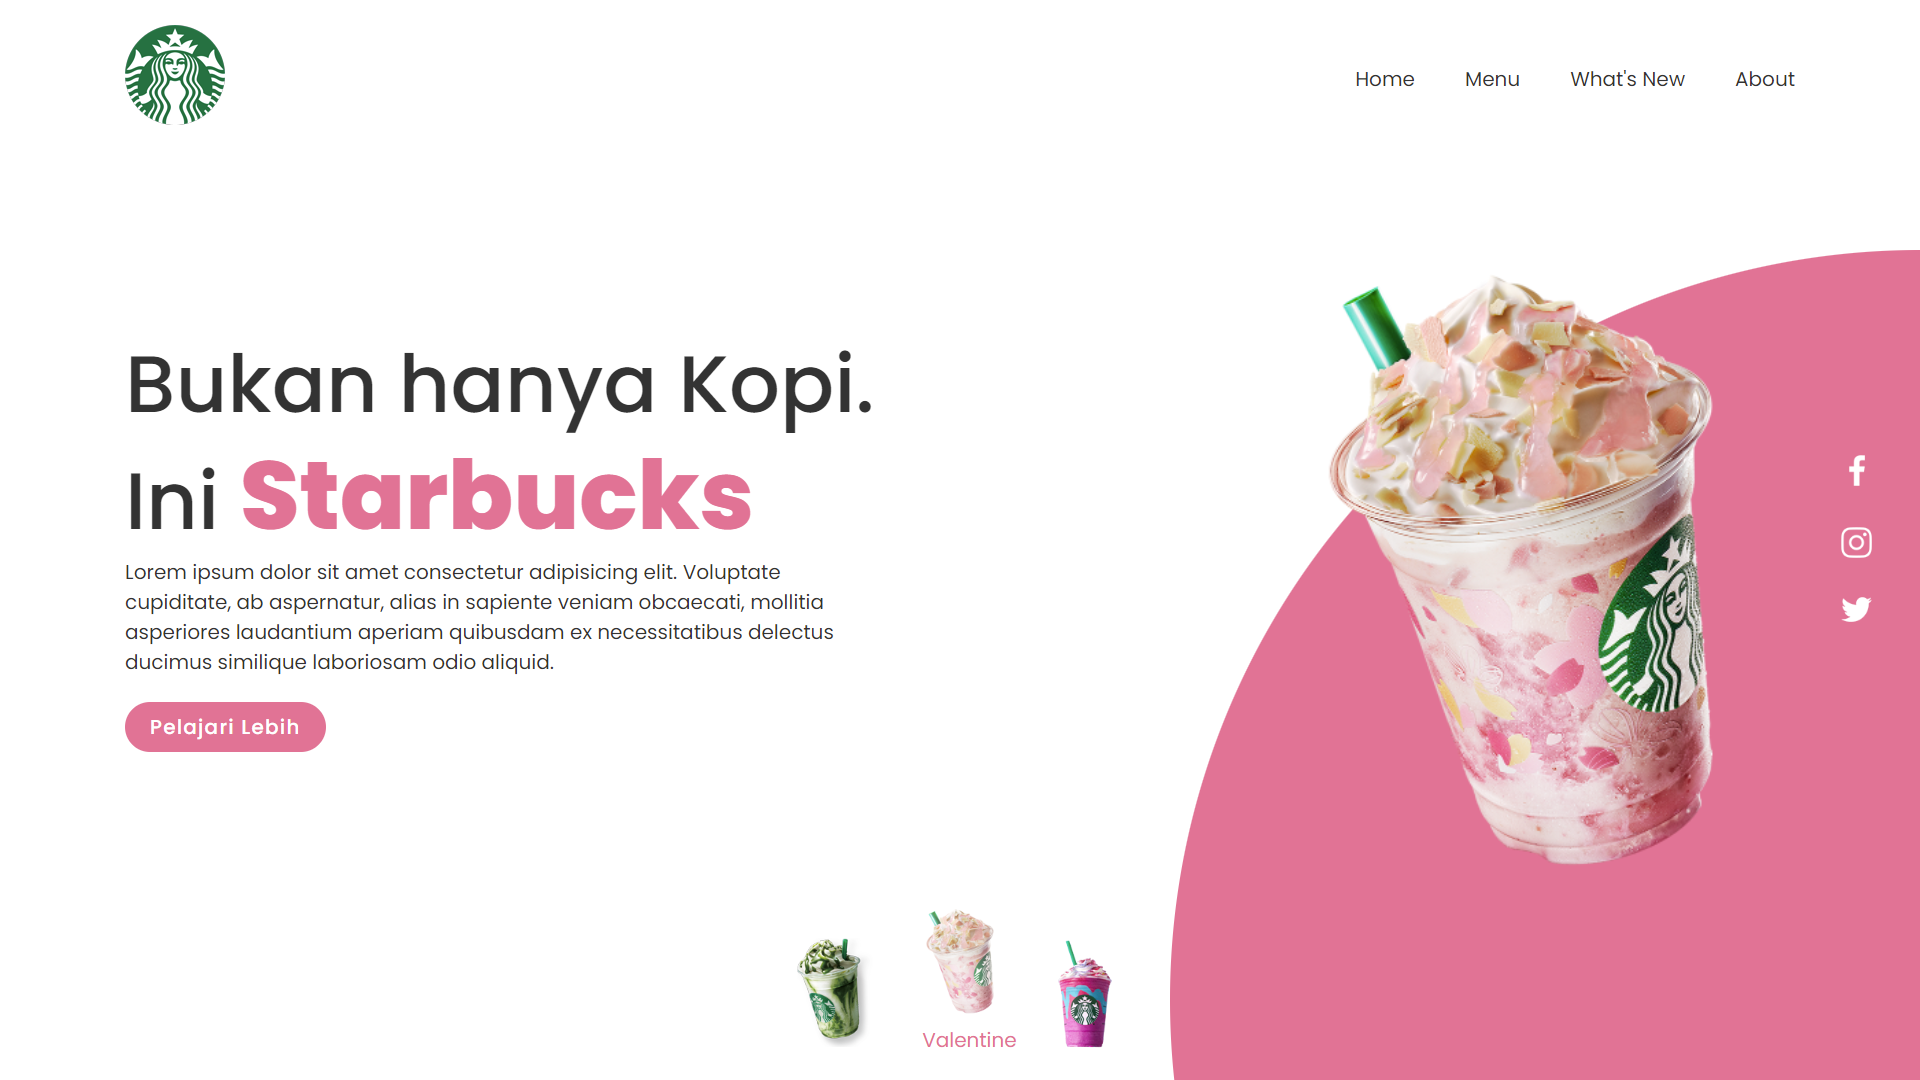 Home
Menu
What's New
About
Bukan hanya Kopi.
Ini Starbucks
Lorem ipsum dolor sit amet consectetur adipisicing elit. Voluptate
cupiditate, ab aspernatur, alias in sapiente veniam obcaecati, mollitia
asperiores laudantium aperiam quibusdam ex necessitatibus delectus
ducimus similique laboriosam odio aliquid.
Pelajari Lebih
Valentine